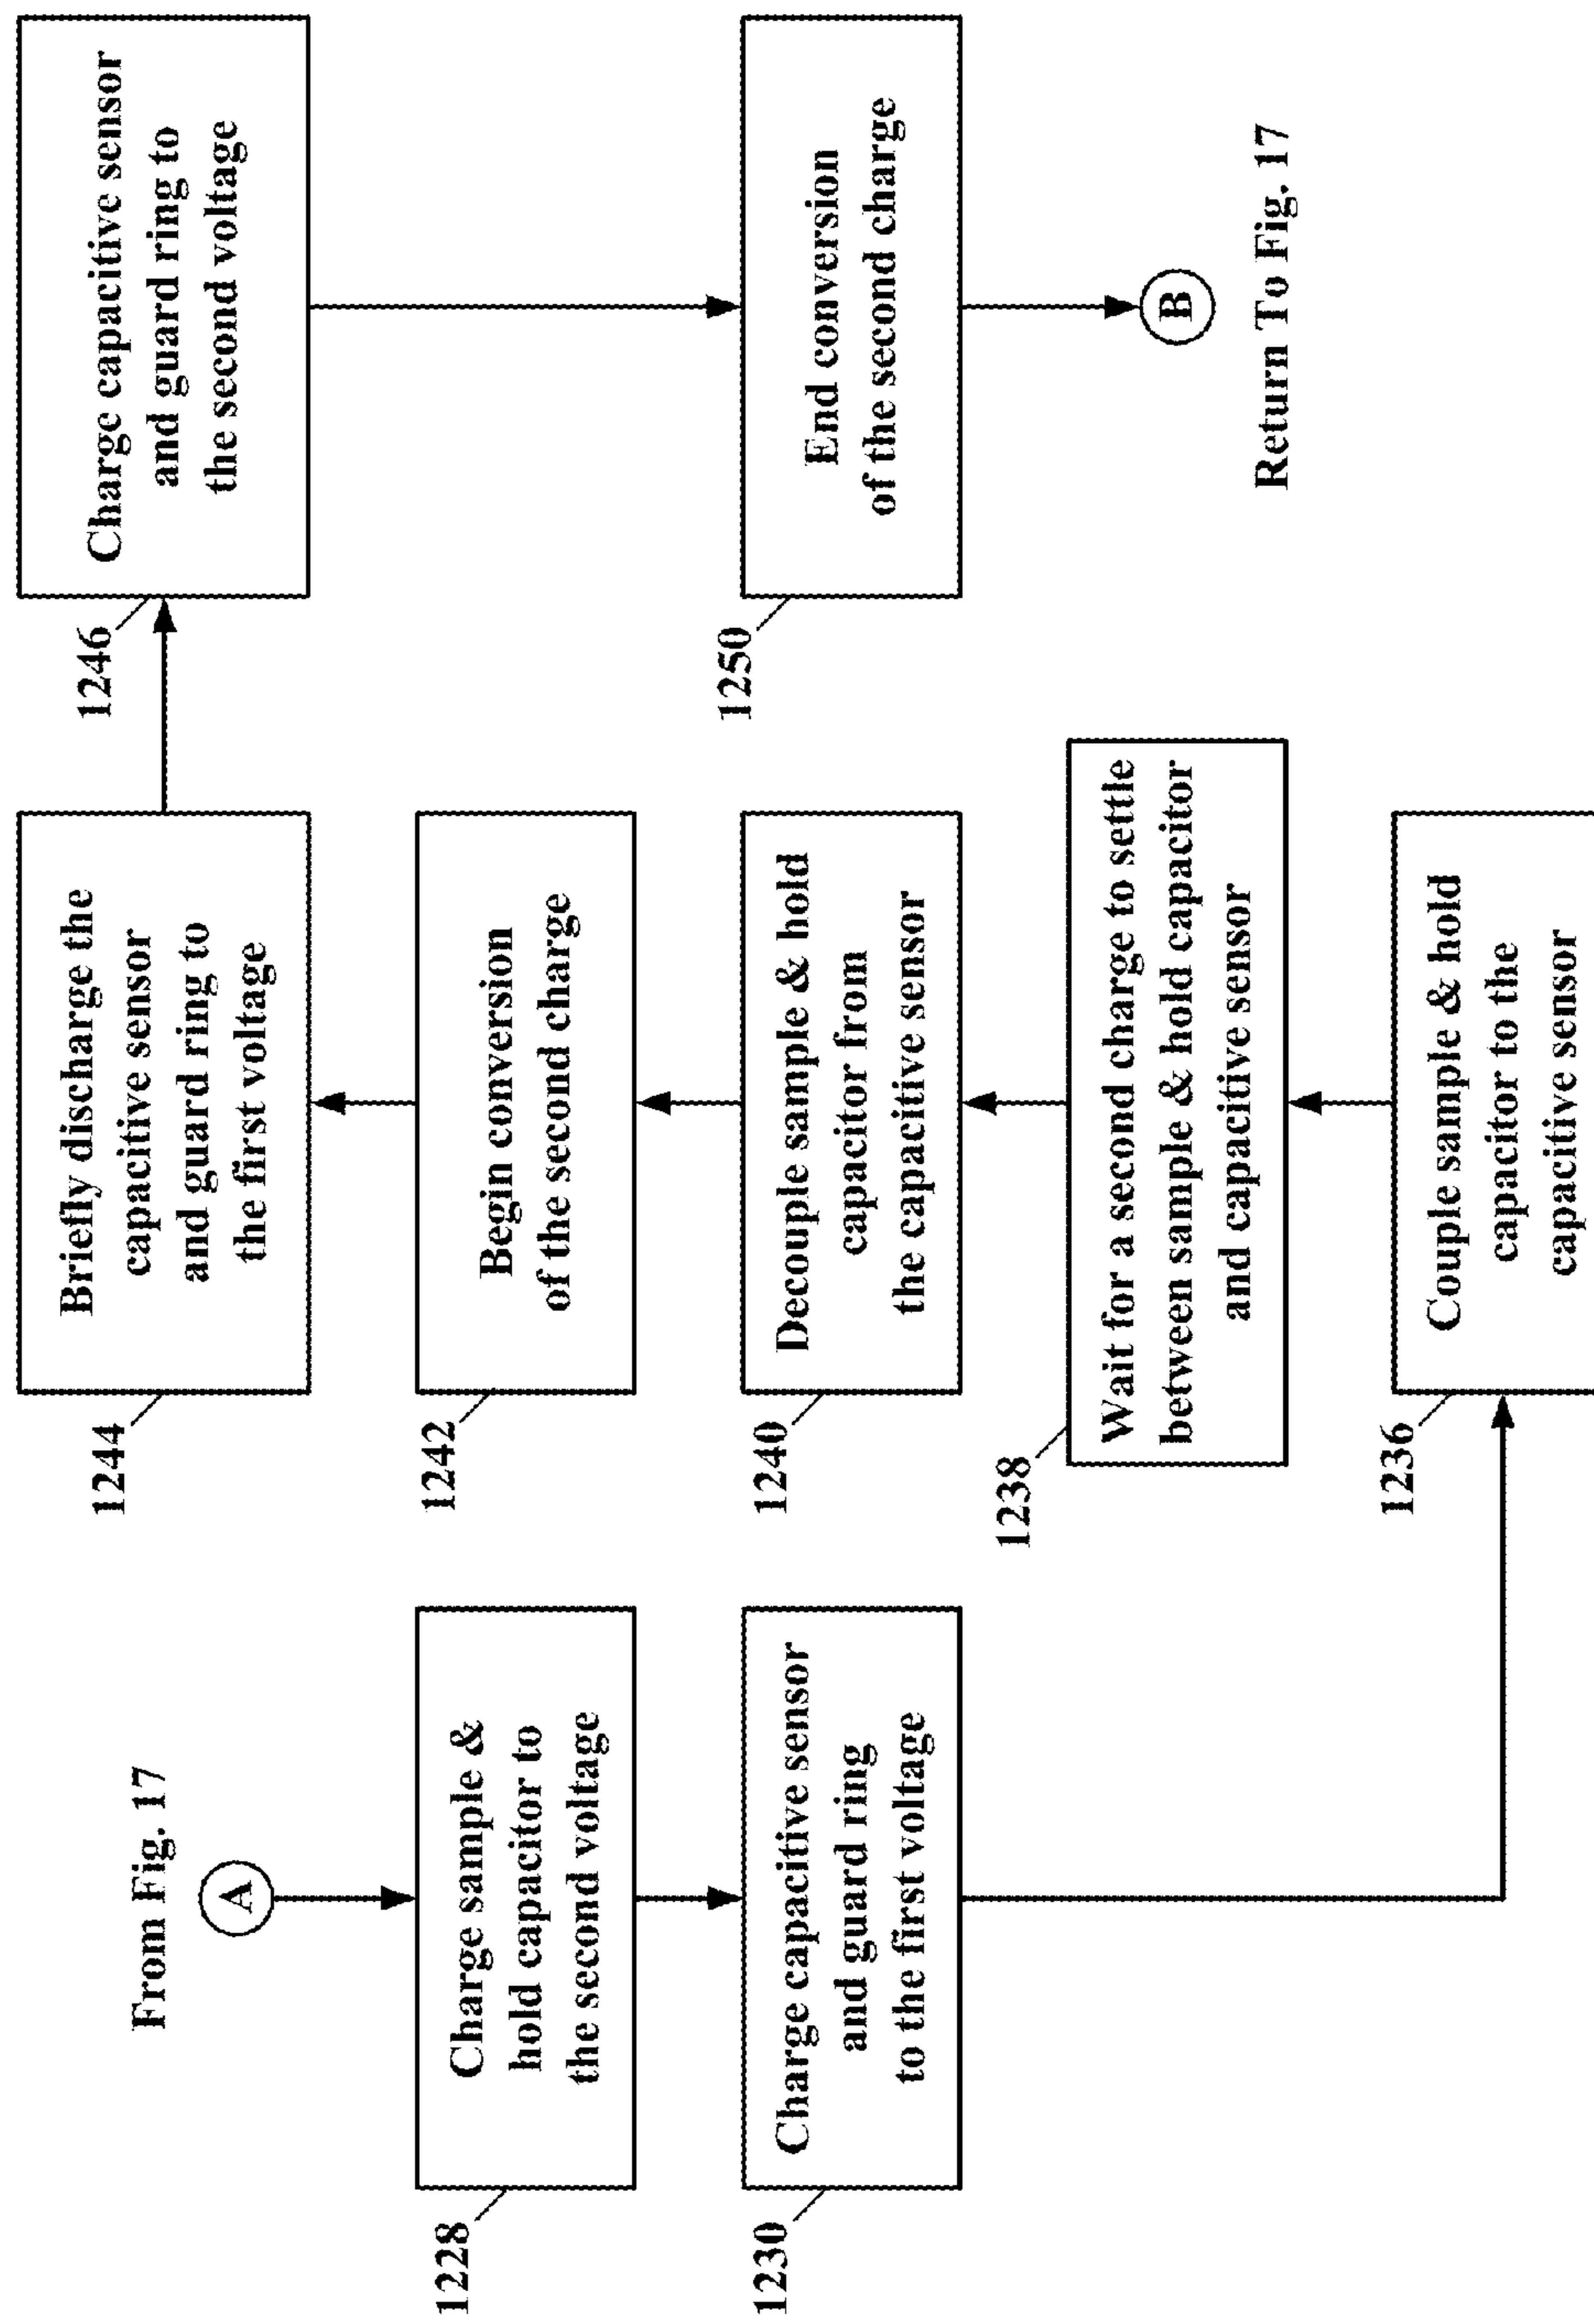 From Fig. 17
A
1228
Charge sample &
hold capacitor to
the second voltage
1230
Charge capacitive sensor
and guard ring
to the first voltage
1236
Couple sample & hold
capacitor to the
capacitive sensor
1238
Wait for a second charge to settle
between sample & hold capacitor
and capacitive sensor
1240
Decouple sample & hold
capacitor from
the capacitive sensor
1242
Begin conversion
of the second charge
1244
Briefly discharge the
capacitive sensor
and guard ring to
the first voltage
1246
Charge capacitive sensor
and guard ring to
the second voltage
1250
End conversion
of the second charge
B
Return To Fig. 17